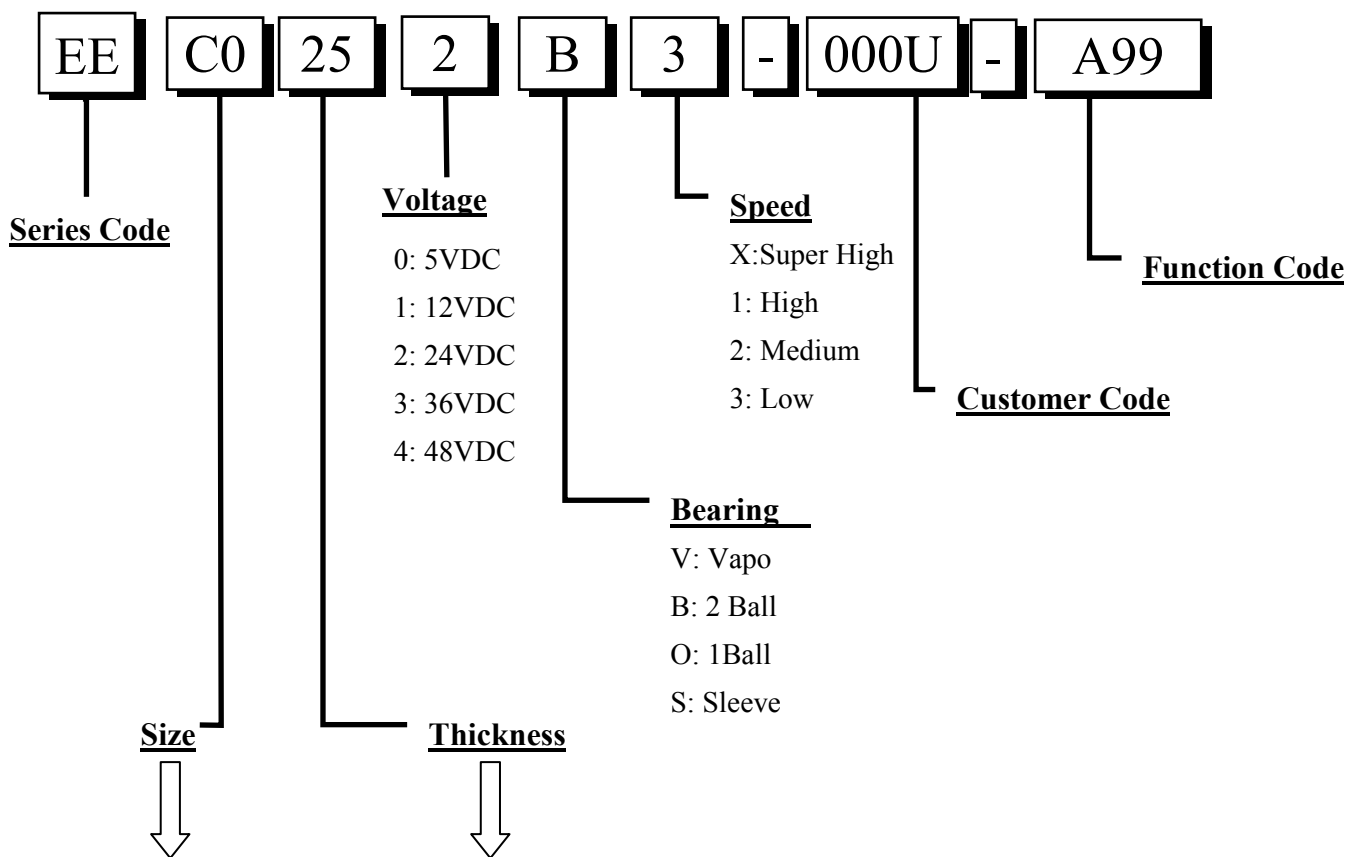 EE C0 25 2 B 3 - 000U - A99
Series Code
Voltage
0: 5VDC
1: 12VDC
2: 24VDC
3: 36VDC
4: 48VDC
Speed
X:Super High
1: High
2: Medium
3: Low
Function Code
Customer Code
Bearing
V: Vapo
B: 2 Ball
O: 1Ball
S: Sleeve
Size
Thickness